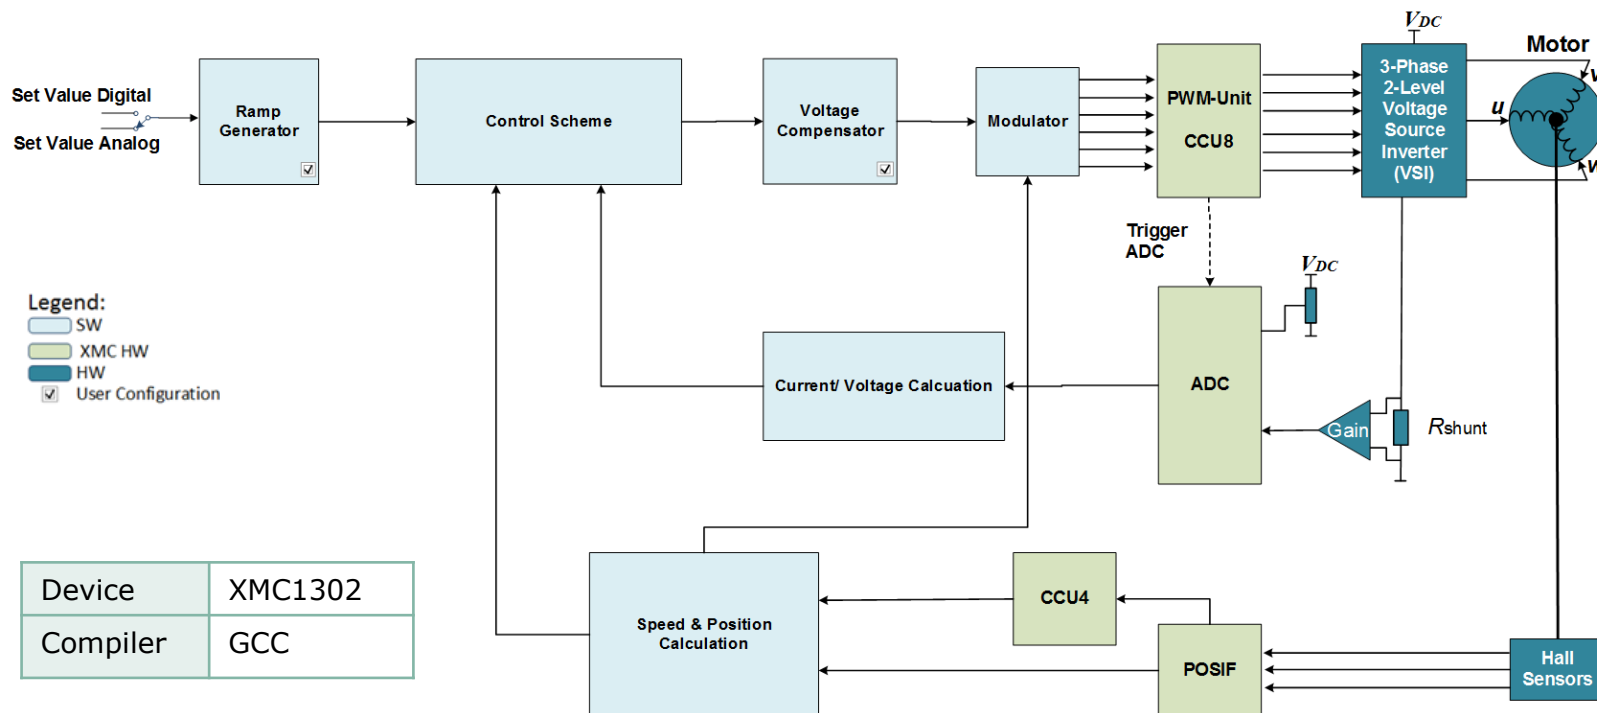 V_DC
Motor
Set Value Digital
Set Value Analog
Ramp
Generator
Control Scheme
Voltage
Compensator
Modulator
PWM-Unit
CCU8
3-Phase
2-Level
Voltage
Source
Inverter
(VSI)
u
v
w
Trigger
ADC
V_DC
Legend:
SW
XMC HW
HW
User Configuration
Current/ Voltage Calcuation
ADC
Gain
Rshunt
Device XMC1302
Compiler GCC
Speed & Position
Calculation
CCU4
POSIF
Hall
Sensors